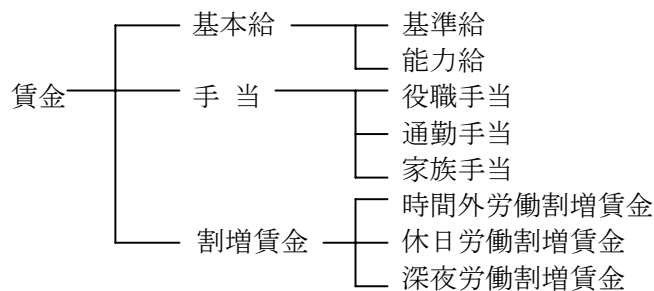 基本給 基準給
能力給
賃金 手 当 役職手当
通勤手当
家族手当
時間外労働割増賃金
割増賃金 休日労働割増賃金
深夜労働割増賃金